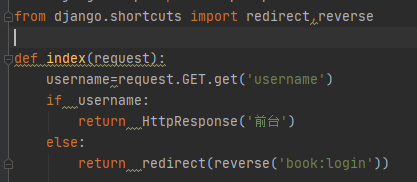 from django.shortcuts import redirect,reverse
def index(request):
    username=request.GET.get('username')
    if  username:
        return  HttpResponse('前台')
    else:
        return  redirect(reverse('book:login'))